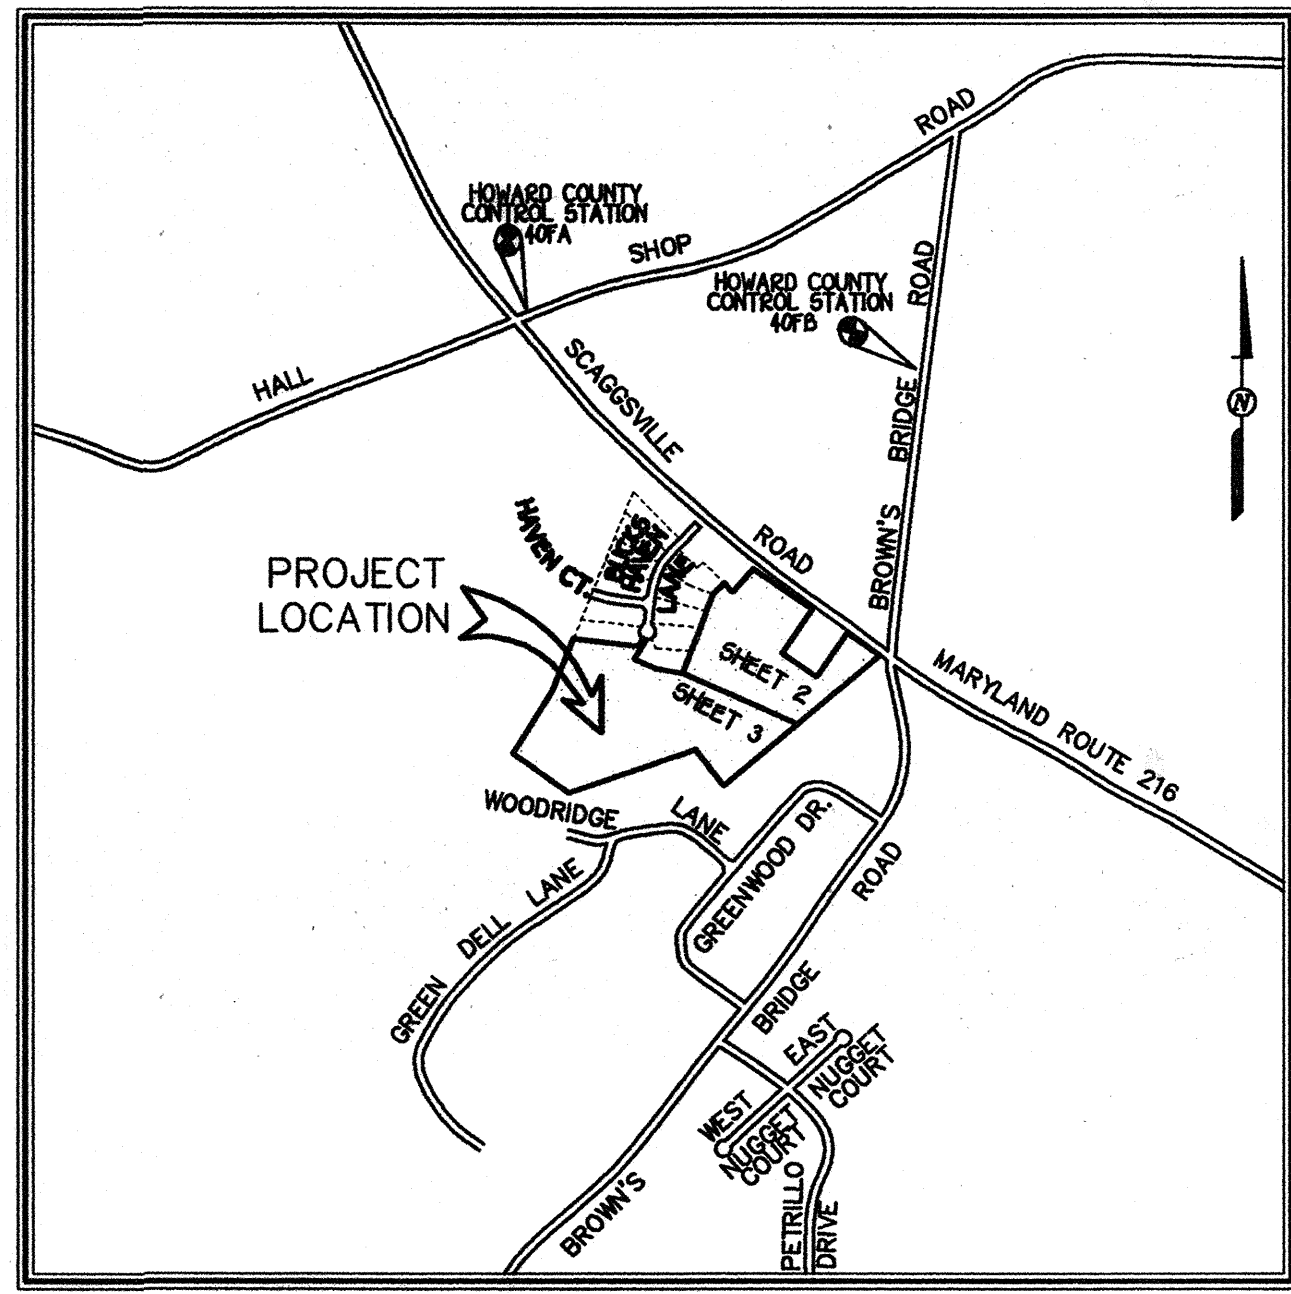 ROAD
HOWARD COUNTY
CONTROL STATION
40FA
SHOP
HOWARD COUNTY
CONTROL STATION
40FB
ROAD
HALL
SCAGGSVILLE
BRIDGE
N
HAVEN CT.
BUCKS
HAVEN
LANE
ROAD
BROWN'S
PROJECT
LOCATION
SHEET 2
SHEET 3
MARYLAND ROUTE 216
WOODRIDGE
LANE
GREENWOOD DR.
ROAD
GREEN DELL LANE
BRIDGE
EAST
NUGGET
COURT
WEST
NUGGET
COURT
BROWN'S
PETRILLO
DRIVE